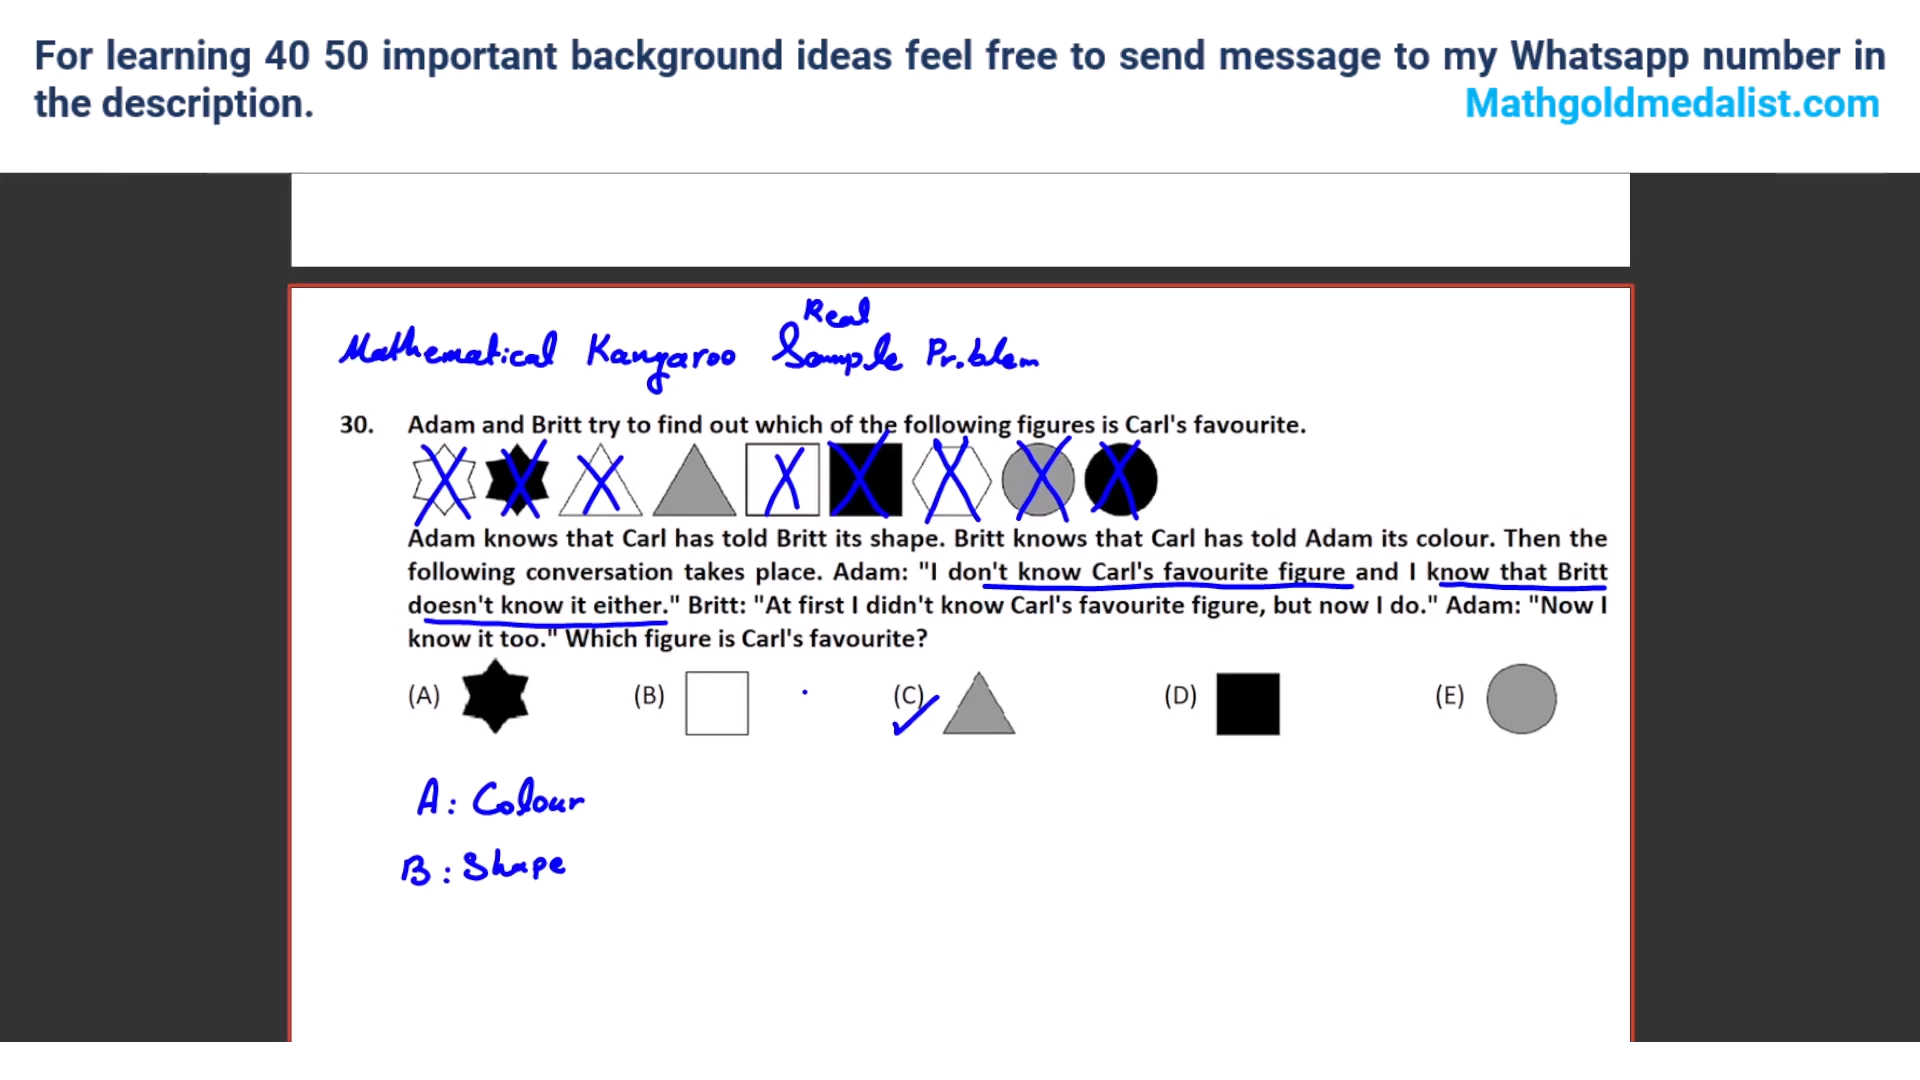 For learning 40 50 important background ideas feel free to send message to my Whatsapp number in
the description.
Mathgoldmedalist.com
Real
Mathematical Kangaroo Sample Problem
30. Adam and Britt try to find out which of the following figures is Carl's favourite.
Adam knows that Carl has told Britt its shape. Britt knows that Carl has told Adam its colour. Then the
following conversation takes place. Adam: "I don't know Carl's favourite figure and I know that Britt
doesn't know it either." Britt: "At first I didn't know Carl's favourite figure, but now I do." Adam: "Now I
know it too." Which figure is Carl's favourite?
(A) (B) (C) (D) (E)
A: Colour
B: Shape